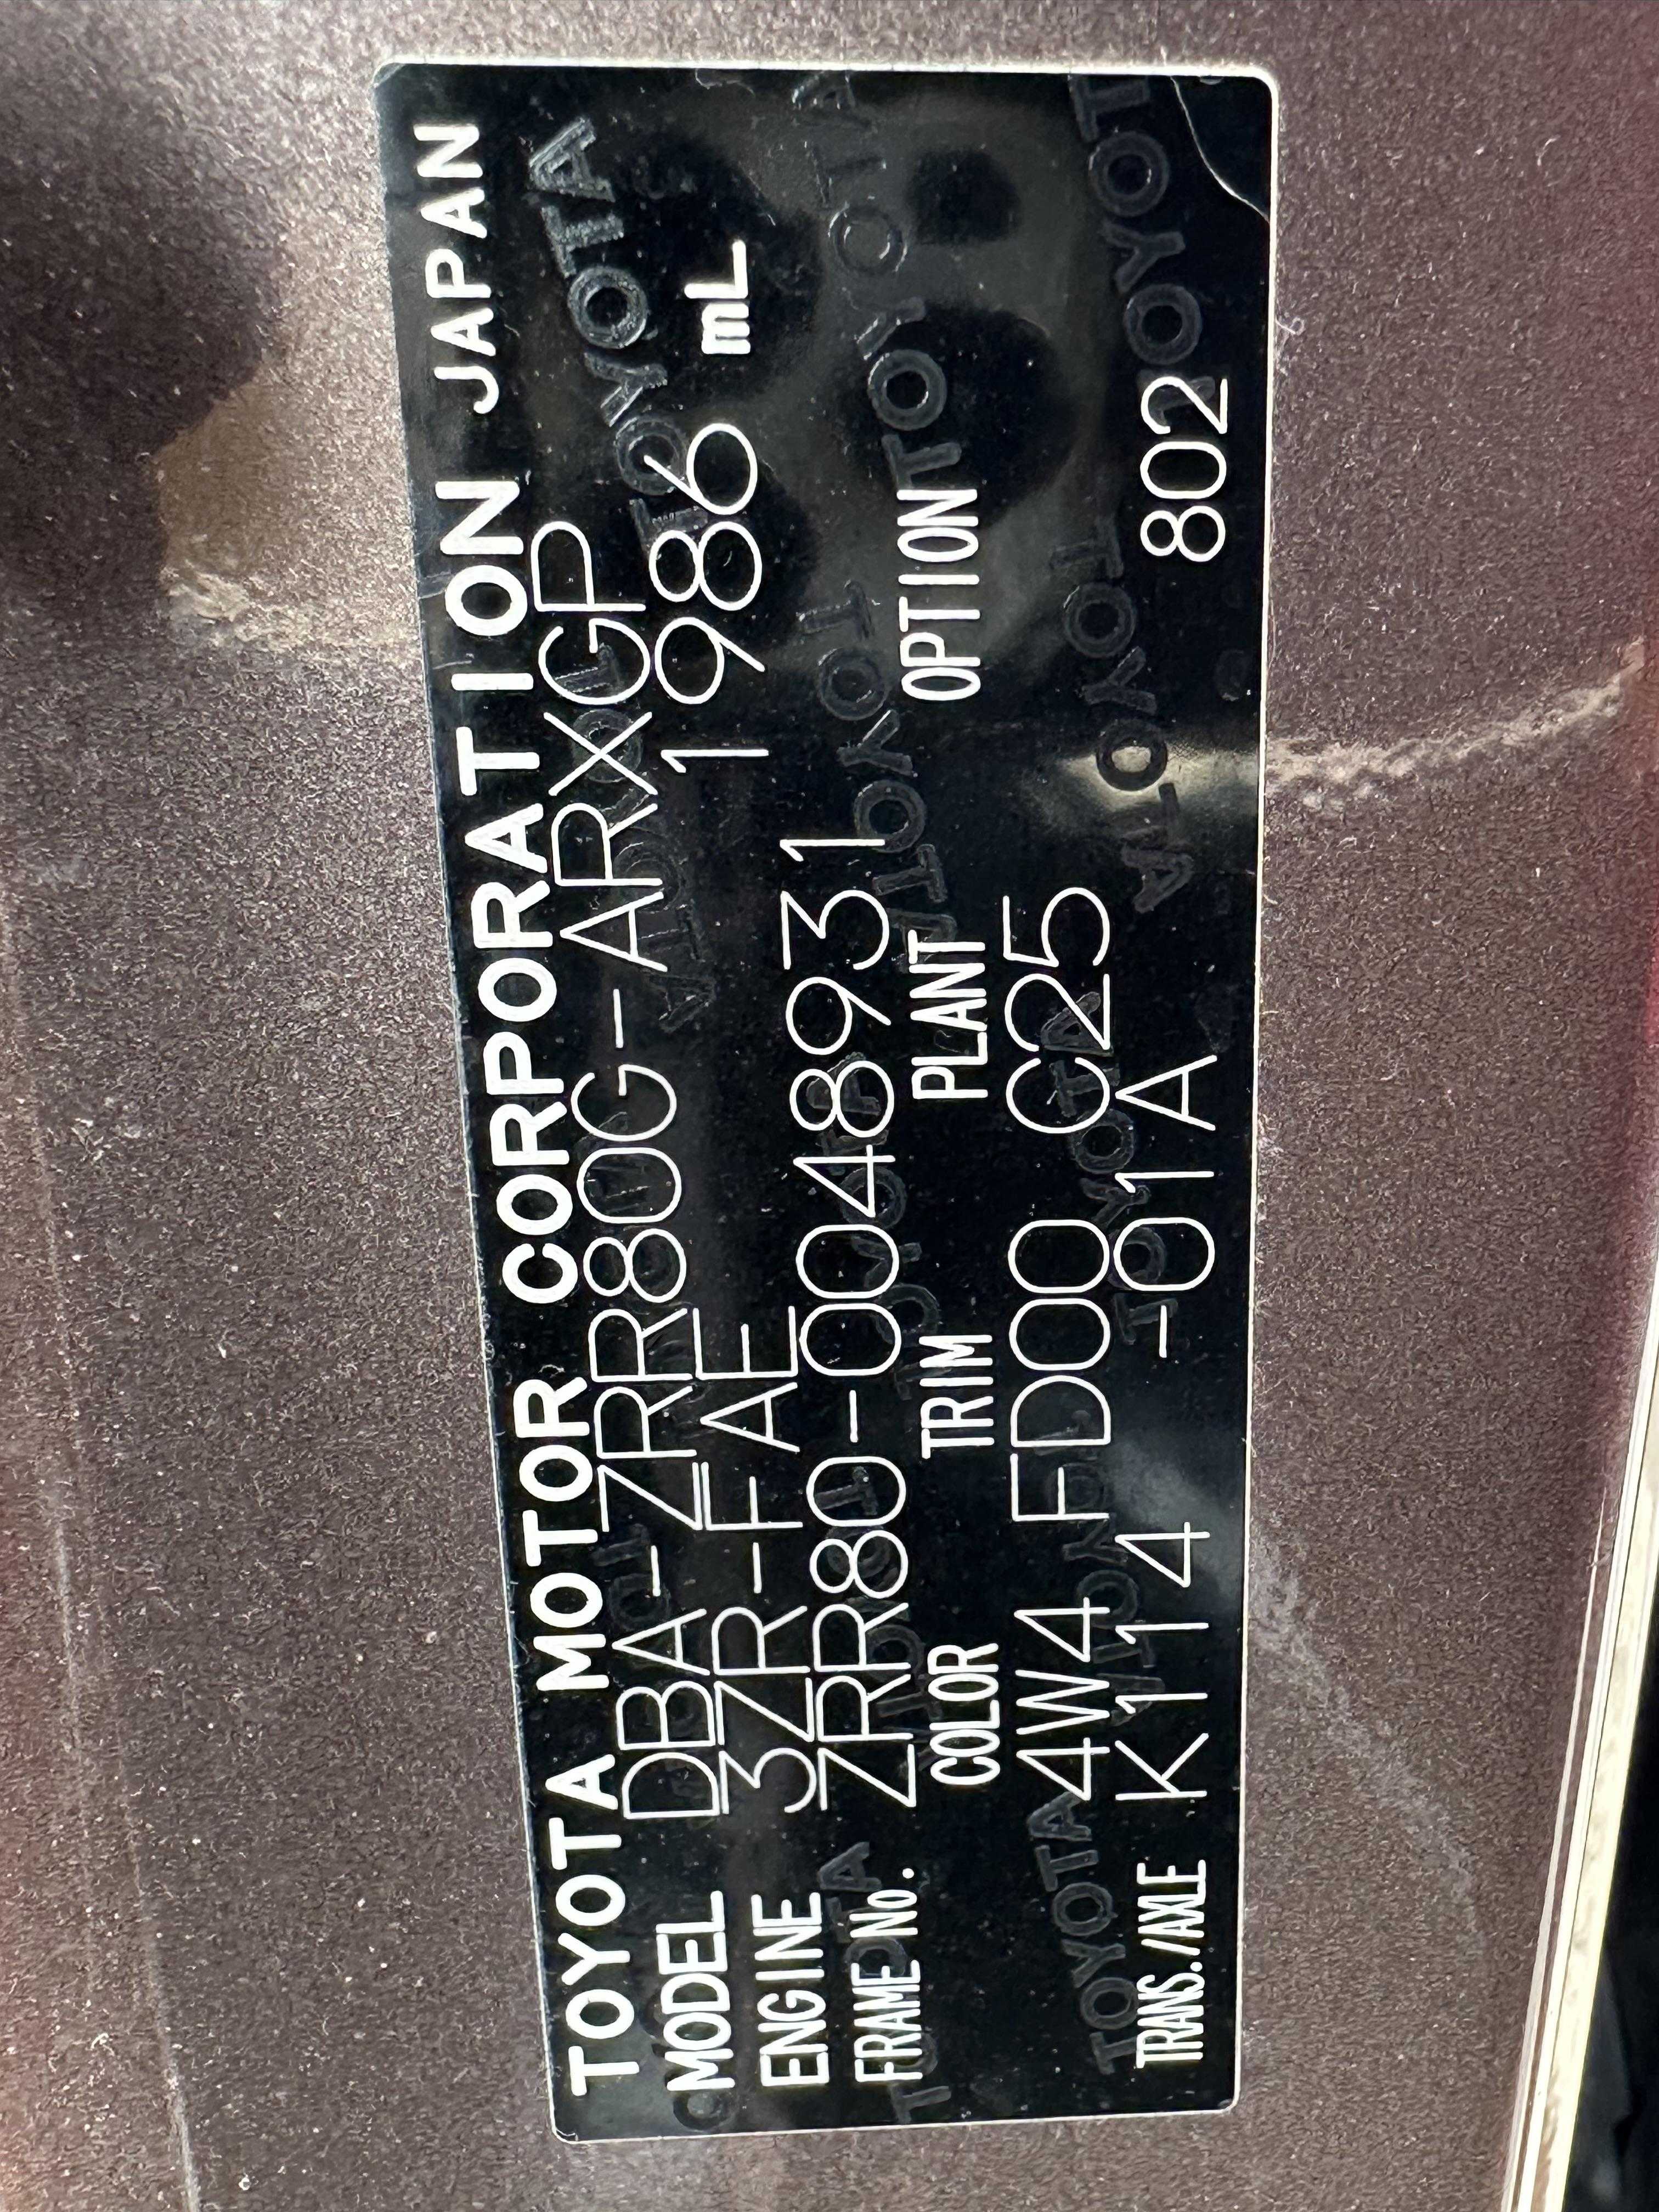 TOYOTA MOTOR CORPORATION JAPAN
MODEL DBA-ZRR80G-ARXGP
ENGINE 3ZR-FAE 1986 mL
FRAME No. ZRR80-0048931
COLOR TRIM PLANT OPTION
4W4 FD00 C25
TRANS./AXLE K114 -01A 802